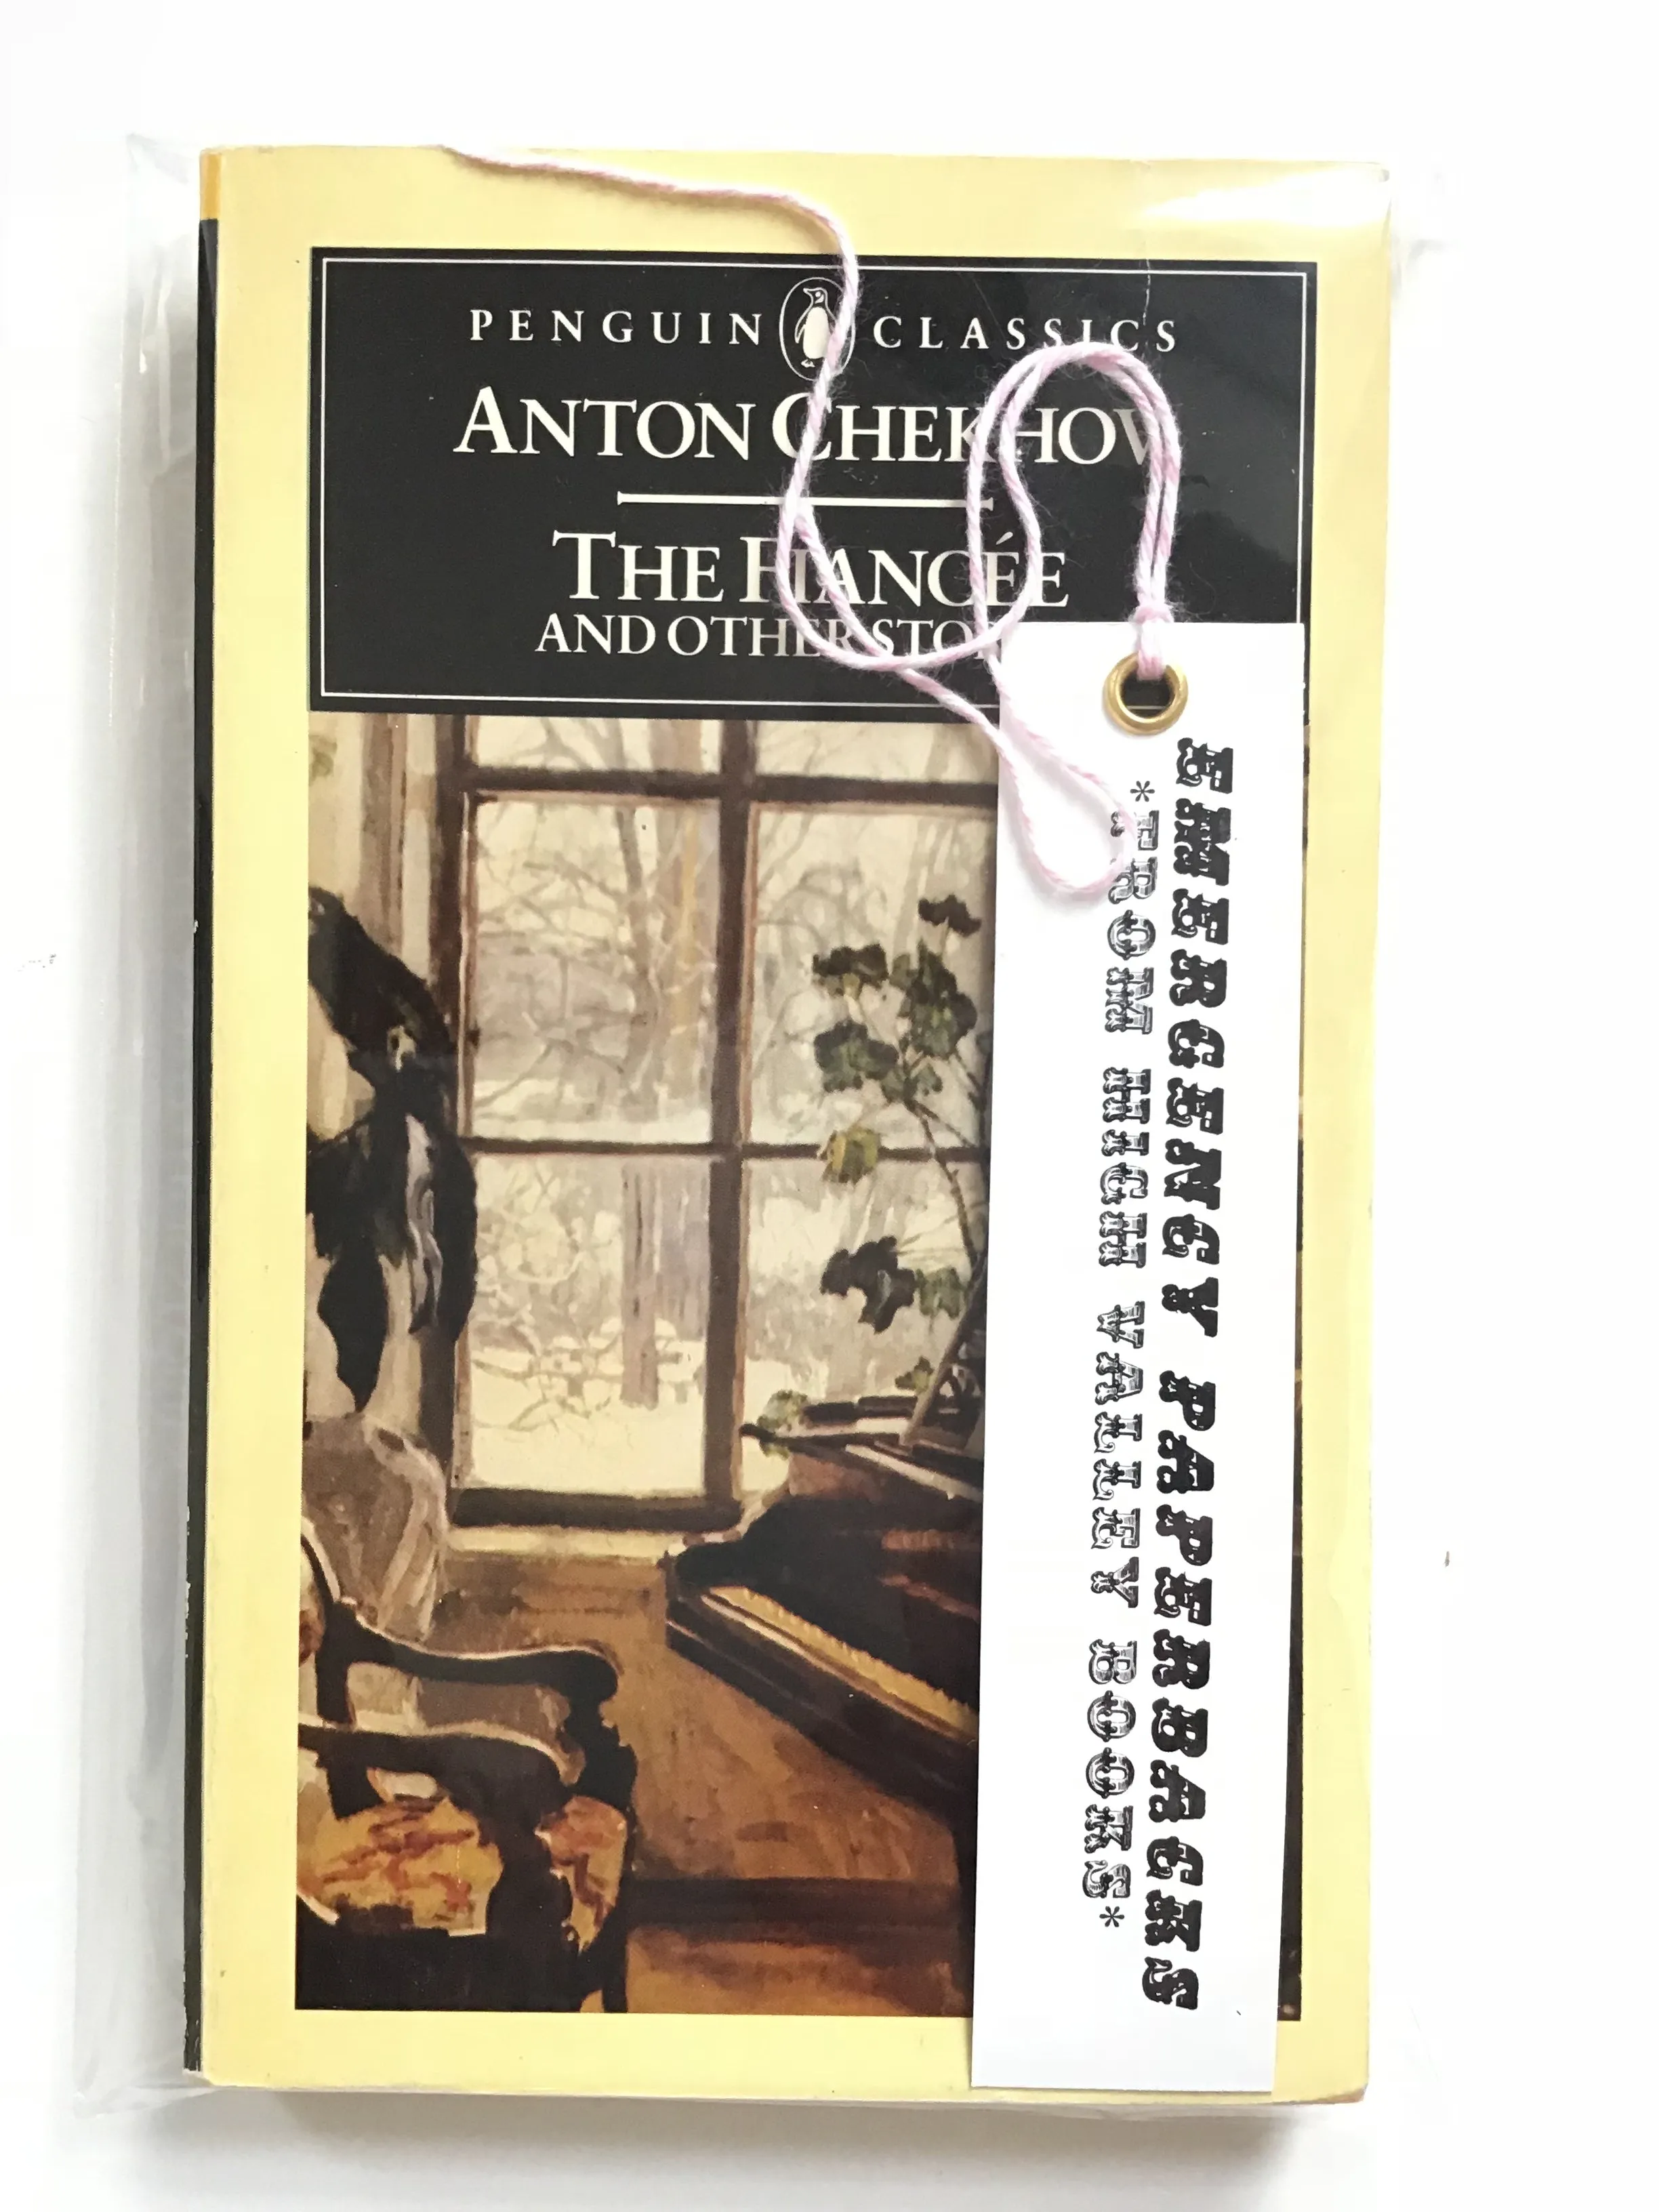 PENGUIN CLASSICS
ANTON CHEKHOV
THE FIANCÉE
AND OTHER STO
EMERGENCY PAPERBACKS
*FROM HIGH VALLEY BOOKS*